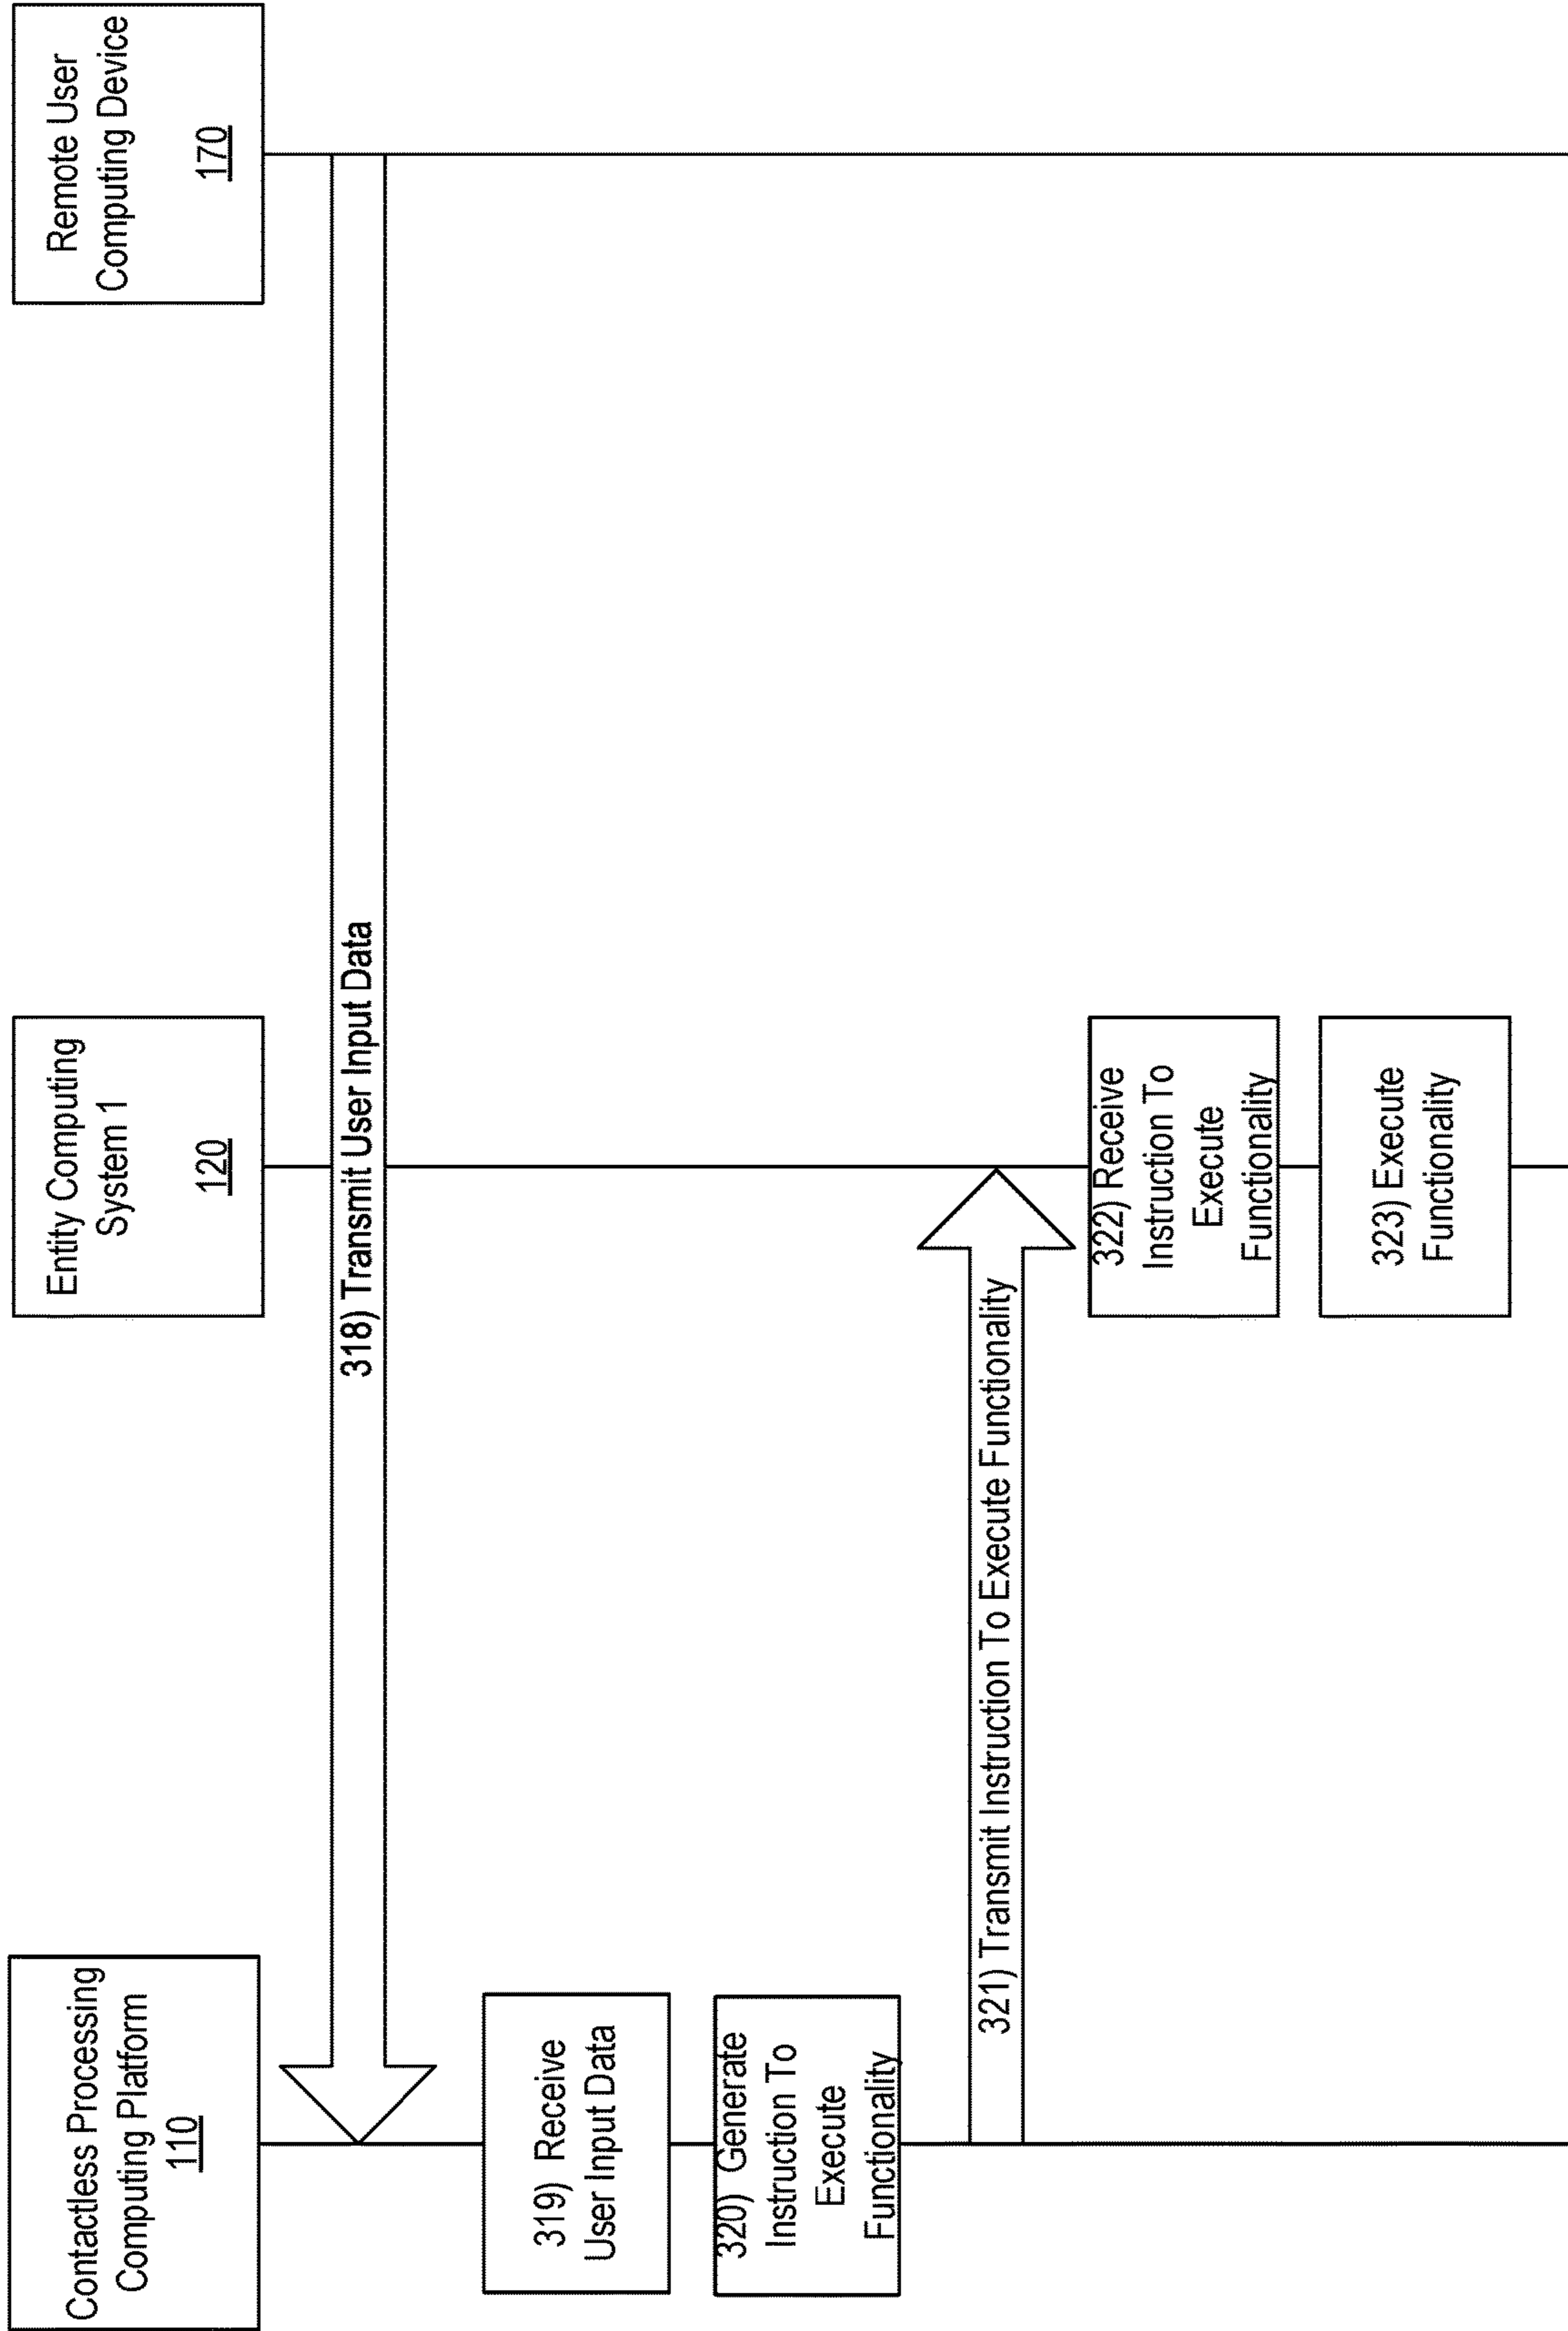 Contactless Processing
Computing Platform
110
Entity Computing
System 1
120
Remote User
Computing Device
170
318) Transmit User Input Data
319) Receive
User Input Data
320) Generate
Instruction To
Execute
Functionality
321) Transmit Instruction To Execute Functionality
322) Receive
Instruction To
Execute
Functionality
323) Execute
Functionality